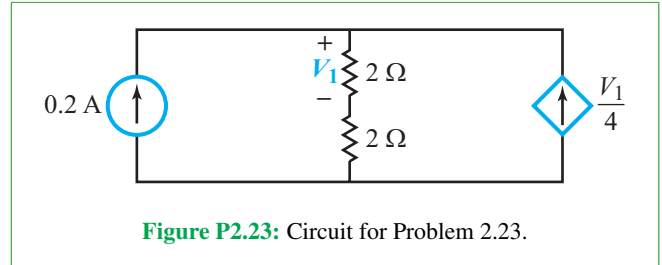 +
V₁ 2 Ω
−
0.2 A
V₁
4
2 Ω
Figure P2.23: Circuit for Problem 2.23.